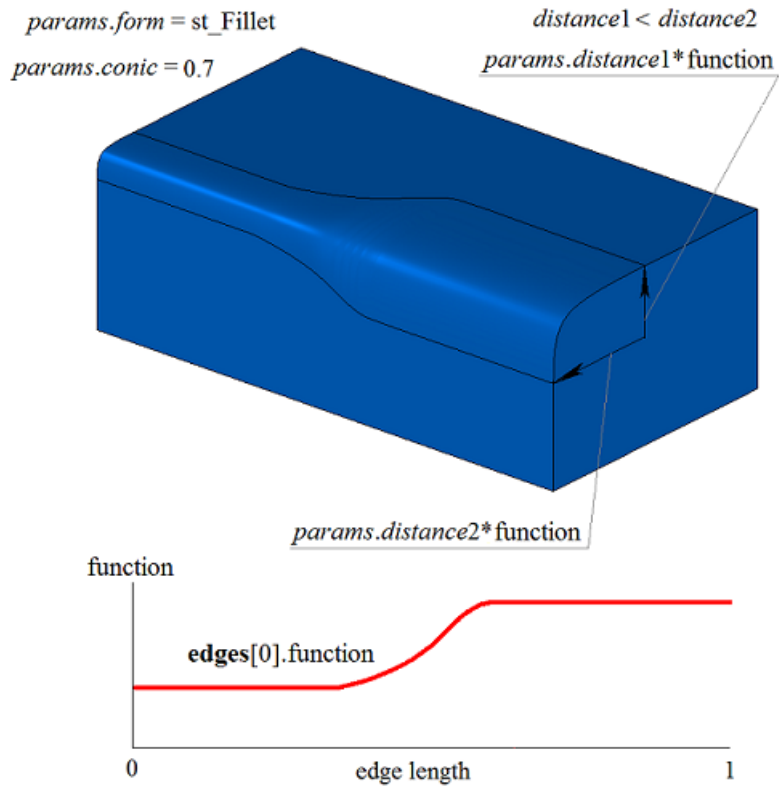 params.form = st_Fillet
distance1 < distance2
params.conic = 0.7
params.distance1*function
params.distance2*function
function
edges[0].function
0
edge length
1